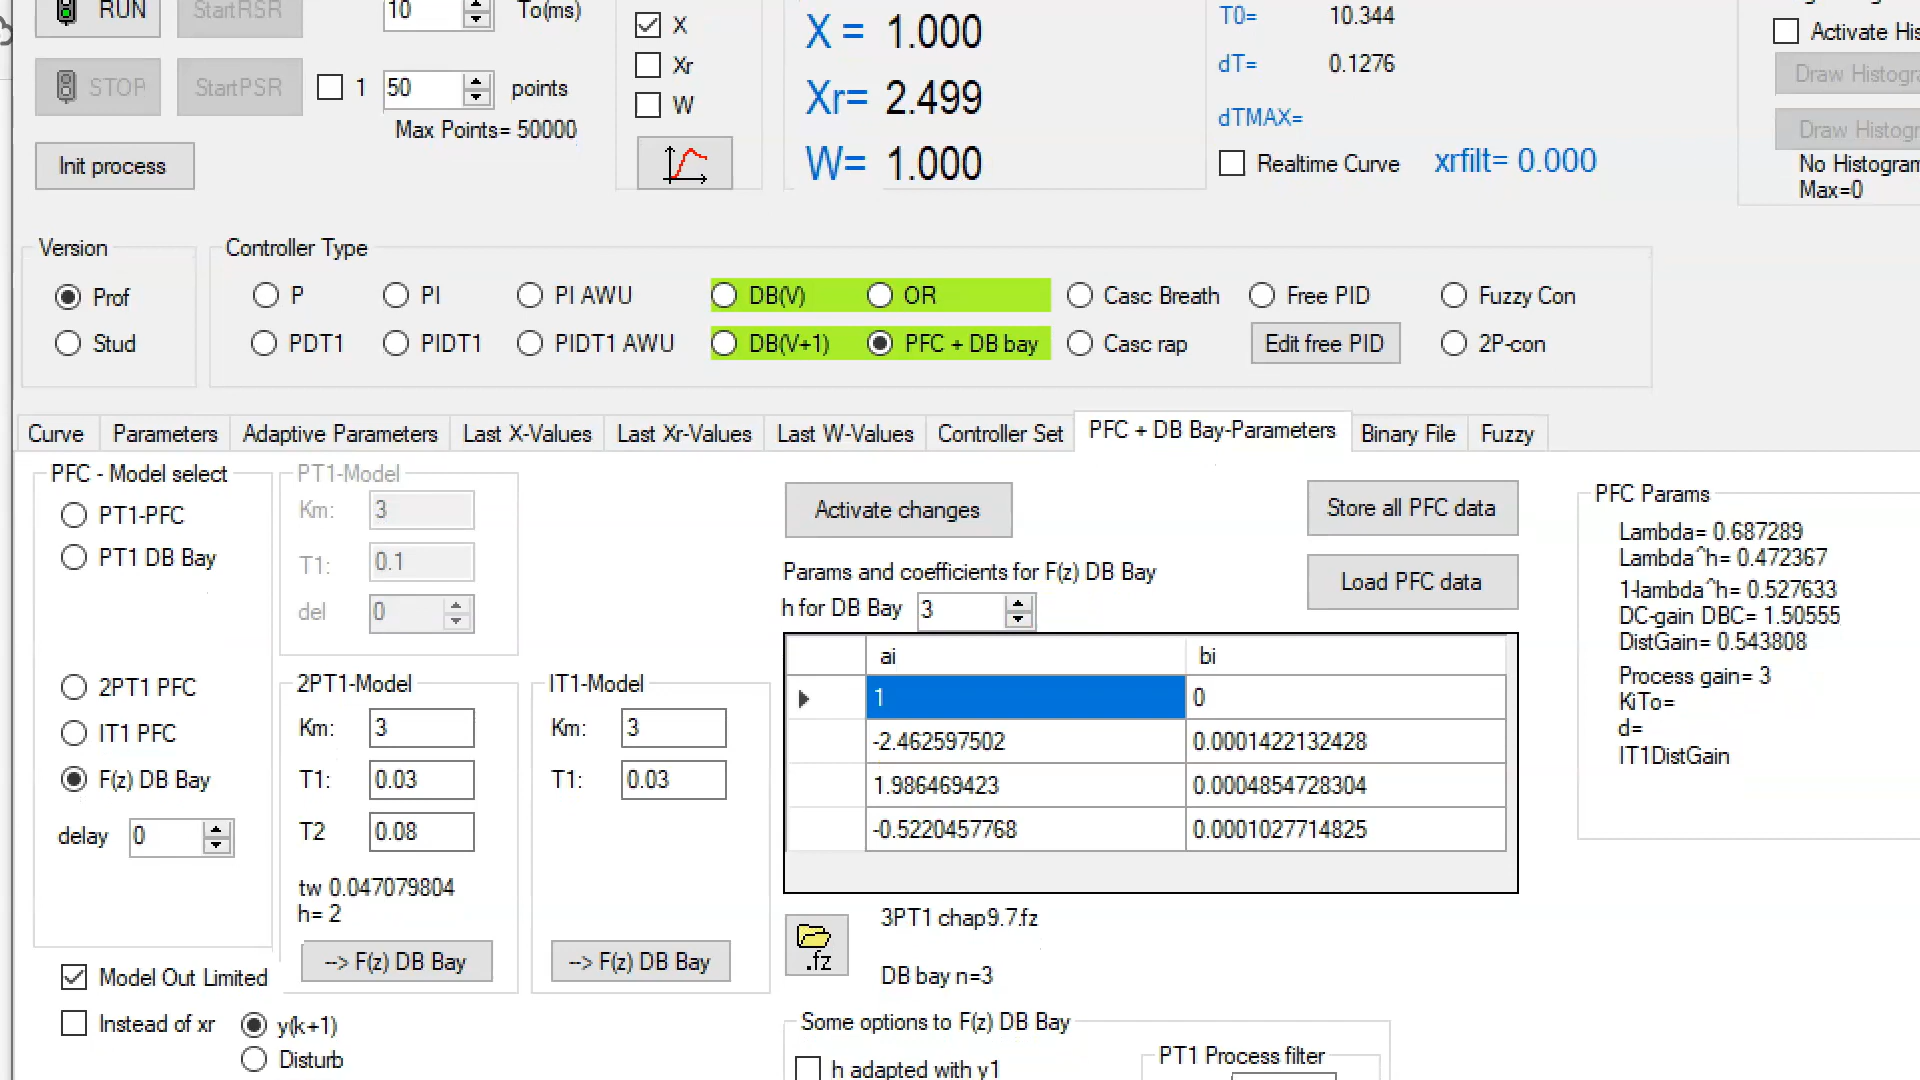 RUN StartRSR 10 To(ms)
STOP StartPSR 1 50 points
Max Points= 50000
Init process
X
Xr
W
X = 1.000
Xr= 2.499
W= 1.000
T0= 10.344
dT= 0.1276
dTMAX=
Realtime Curve xrfilt= 0.000
Activate His
Draw Histogra
Draw Histogr
No Histogram
Max=0
Version
Prof
Stud
Controller Type
P PI PI AWU DB(V) OR Casc Breath Free PID Fuzzy Con
PDT1 PIDT1 PIDT1 AWU DB(V+1) PFC + DB bay Casc rap Edit free PID 2P-con
Curve Parameters Adaptive Parameters Last X-Values Last Xr-Values Last W-Values Controller Set PFC + DB Bay-Parameters Binary File Fuzzy
PFC - Model select
PT1-PFC
PT1 DB Bay
2PT1 PFC
IT1 PFC
F(z) DB Bay
delay 0
Model Out Limited
Instead of xr y(k+1)
Disturb
PT1-Model
Km: 3
T1: 0.1
del 0
2PT1-Model
Km: 3
T1: 0.03
T2 0.08
tw 0.047079804
h= 2
--> F(z) DB Bay
IT1-Model
Km: 3
T1: 0.03
--> F(z) DB Bay
Activate changes
Store all PFC data
Load PFC data
Params and coefficients for F(z) DB Bay
h for DB Bay 3
ai bi
1 0
-2.462597502 0.0001422132428
1.986469423 0.0004854728304
-0.5220457768 0.0001027714825
.fz
3PT1 chap9.7.fz
DB bay n=3
Some options to F(z) DB Bay
h adapted with y1
PT1 Process filter
PFC Params
Lambda= 0.687289
Lambda^h= 0.472367
1-lambda^h= 0.527633
DC-gain DBC= 1.50555
DistGain= 0.543808
Process gain= 3
KiTo=
d=
IT1DistGain